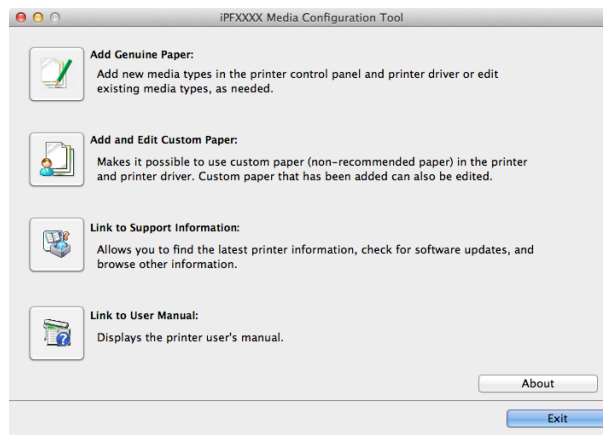 iPFXXXX Media Configuration Tool
Add Genuine Paper:
Add new media types in the printer control panel and printer driver or edit
existing media types, as needed.
Add and Edit Custom Paper:
Makes it possible to use custom paper (non-recommended paper) in the printer
and printer driver. Custom paper that has been added can also be edited.
Link to Support Information:
Allows you to find the latest printer information, check for software updates, and
browse other information.
Link to User Manual:
Displays the printer user's manual.
About
Exit